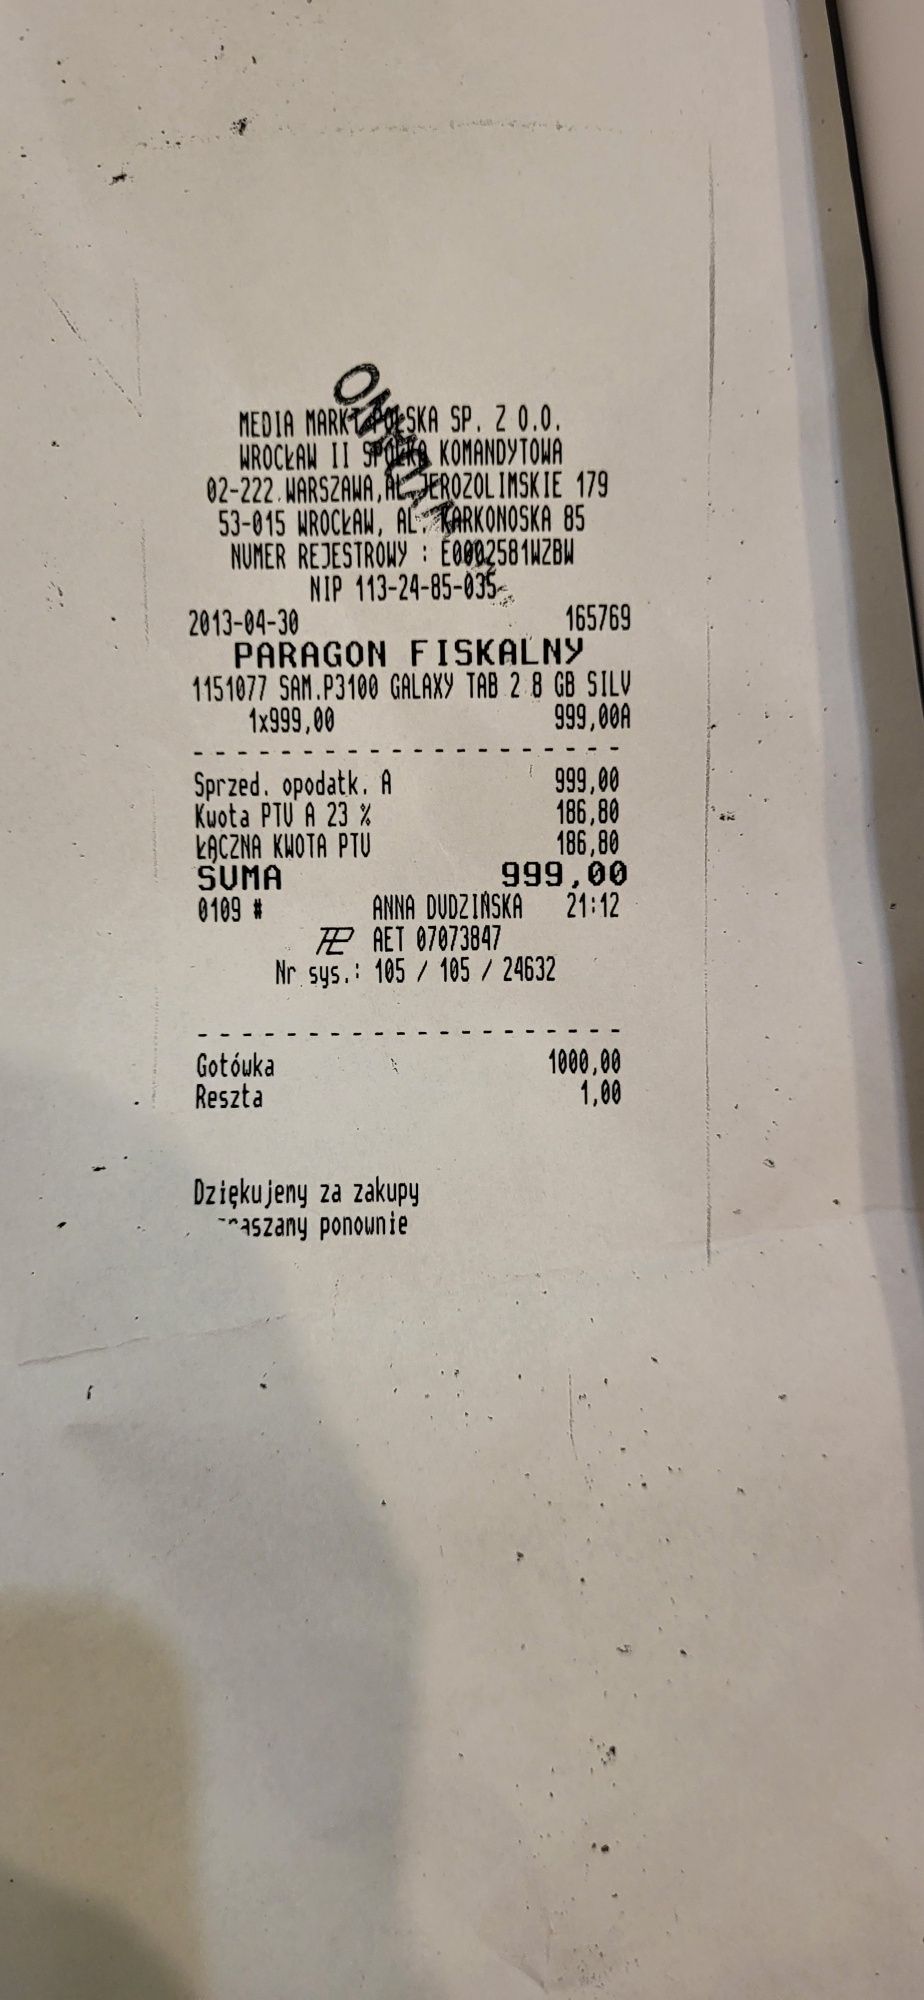 MEDIA MARKT POLSKA SP. Z O.O.
WROCŁAW II SPÓŁKA KOMANDYTOWA
02-222 WARSZAWA, AL. JEROZOLIMSKIE 179
53-015 WROCŁAW, AL. KARKONOSKA 85
NUMER REJESTROWY : E0002581WZBW
NIP 113-24-85-035
2013-04-30 165769
PARAGON FISKALNY
1151077 SAM.P3100 GALAXY TAB 2 8 GB SILV
1x999,00 999,00A
Sprzed. opodatk. A 999,00
Kwota PTU A 23 % 186,80
ŁĄCZNA KWOTA PTU 186,80
SUMA 999,00
0109 # ANNA DUDZIŃSKA 21:12
AET 07073847
Nr sys.: 105 / 105 / 24632
Gotówka 1000,00
Reszta 1,00
Dziękujemy za zakupy
ponownie